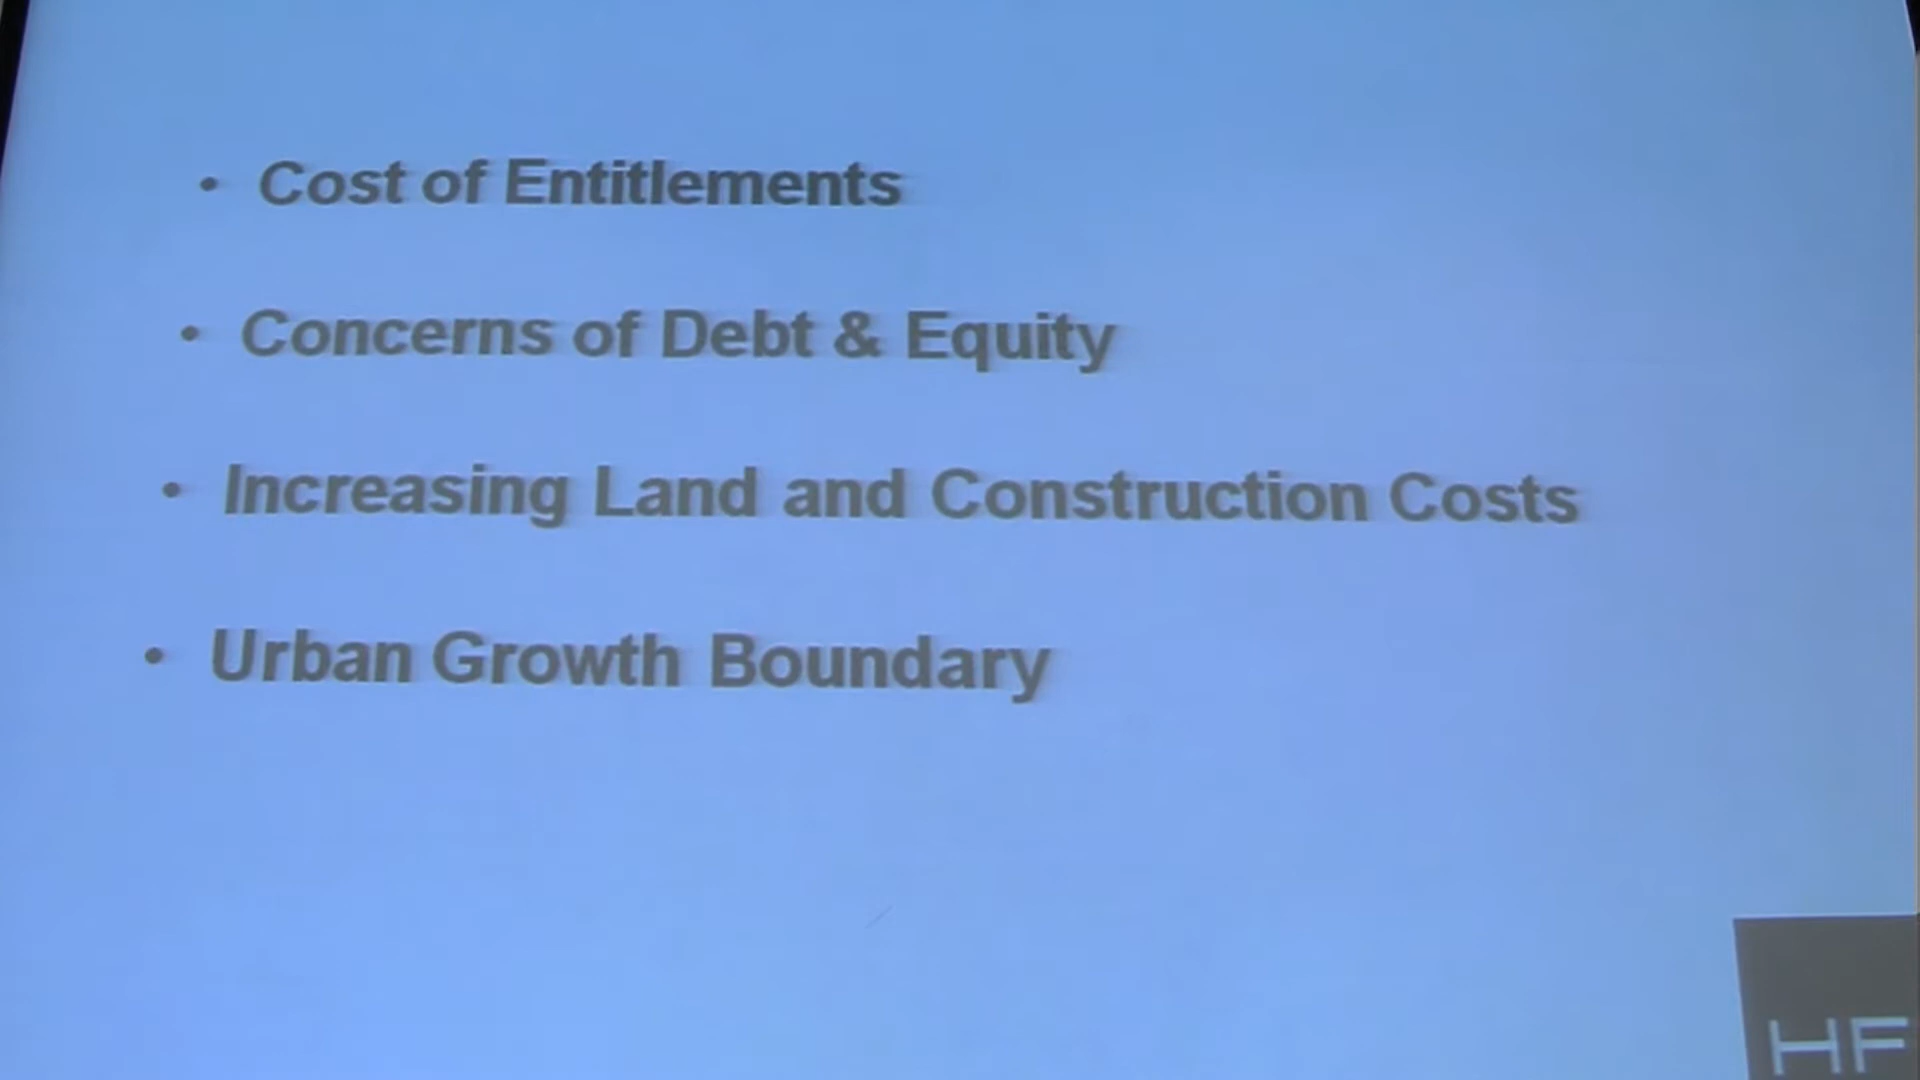 • Cost of Entitlements
• Concerns of Debt & Equity
• Increasing Land and Construction Costs
• Urban Growth Boundary
HF